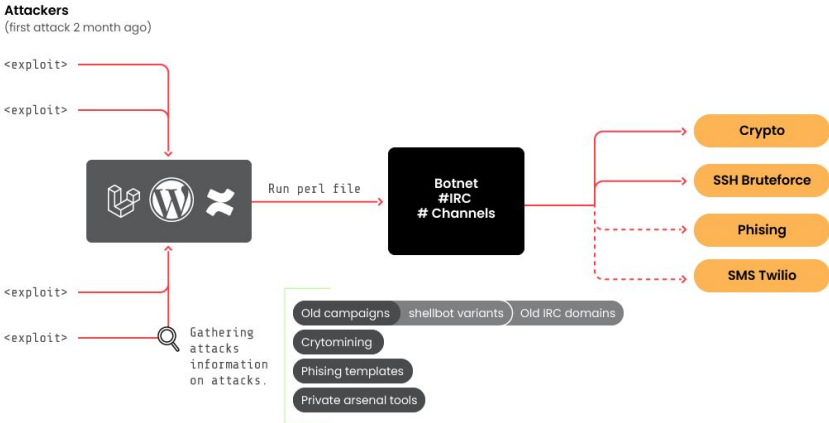 Attackers
(first attack 2 month ago)
<exploit>
<exploit>
W
Run perl file
Botnet
#IRC
# Channels
Crypto
SSH Bruteforce
Phising
SMS Twilio
<exploit>
<exploit>
Gathering
attacks
information
on attacks.
Old campaigns shellbot variants Old IRC domains
Crytomining
Phising templates
Private arsenal tools